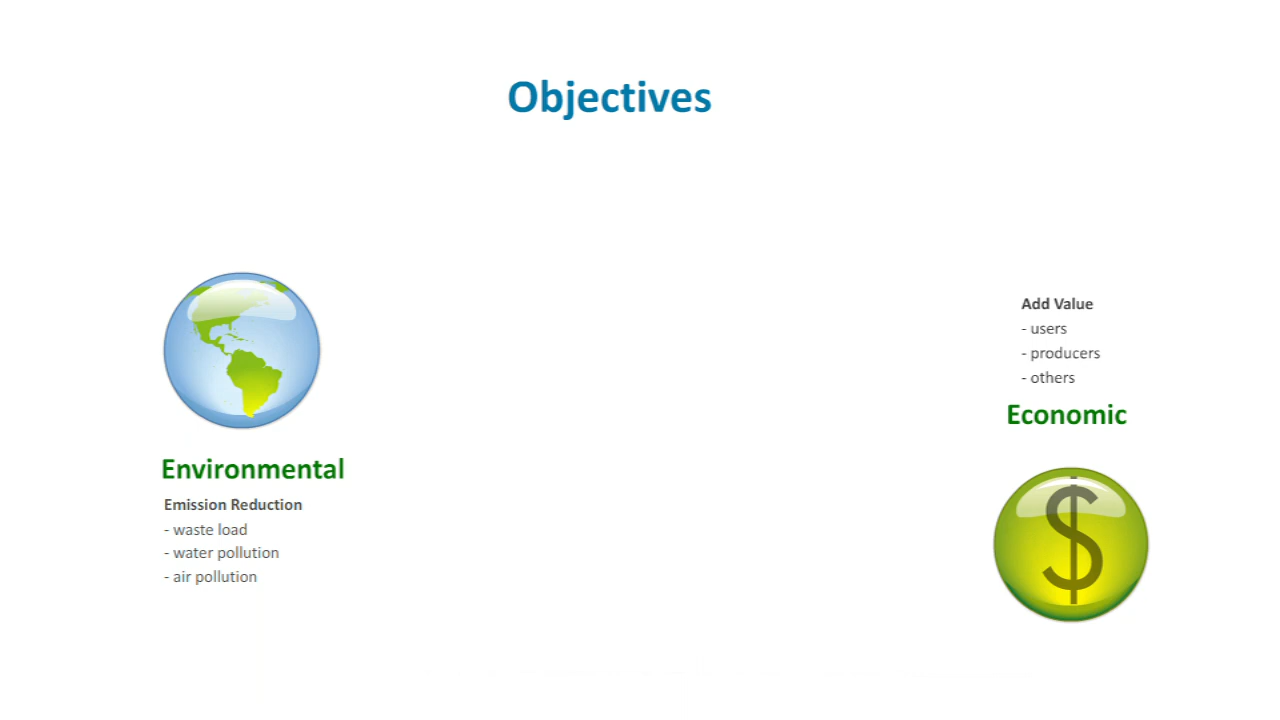 Objectives
Environmental
Emission Reduction
- waste load
- water pollution
- air pollution
Add Value
- users
- producers
- others
Economic
$